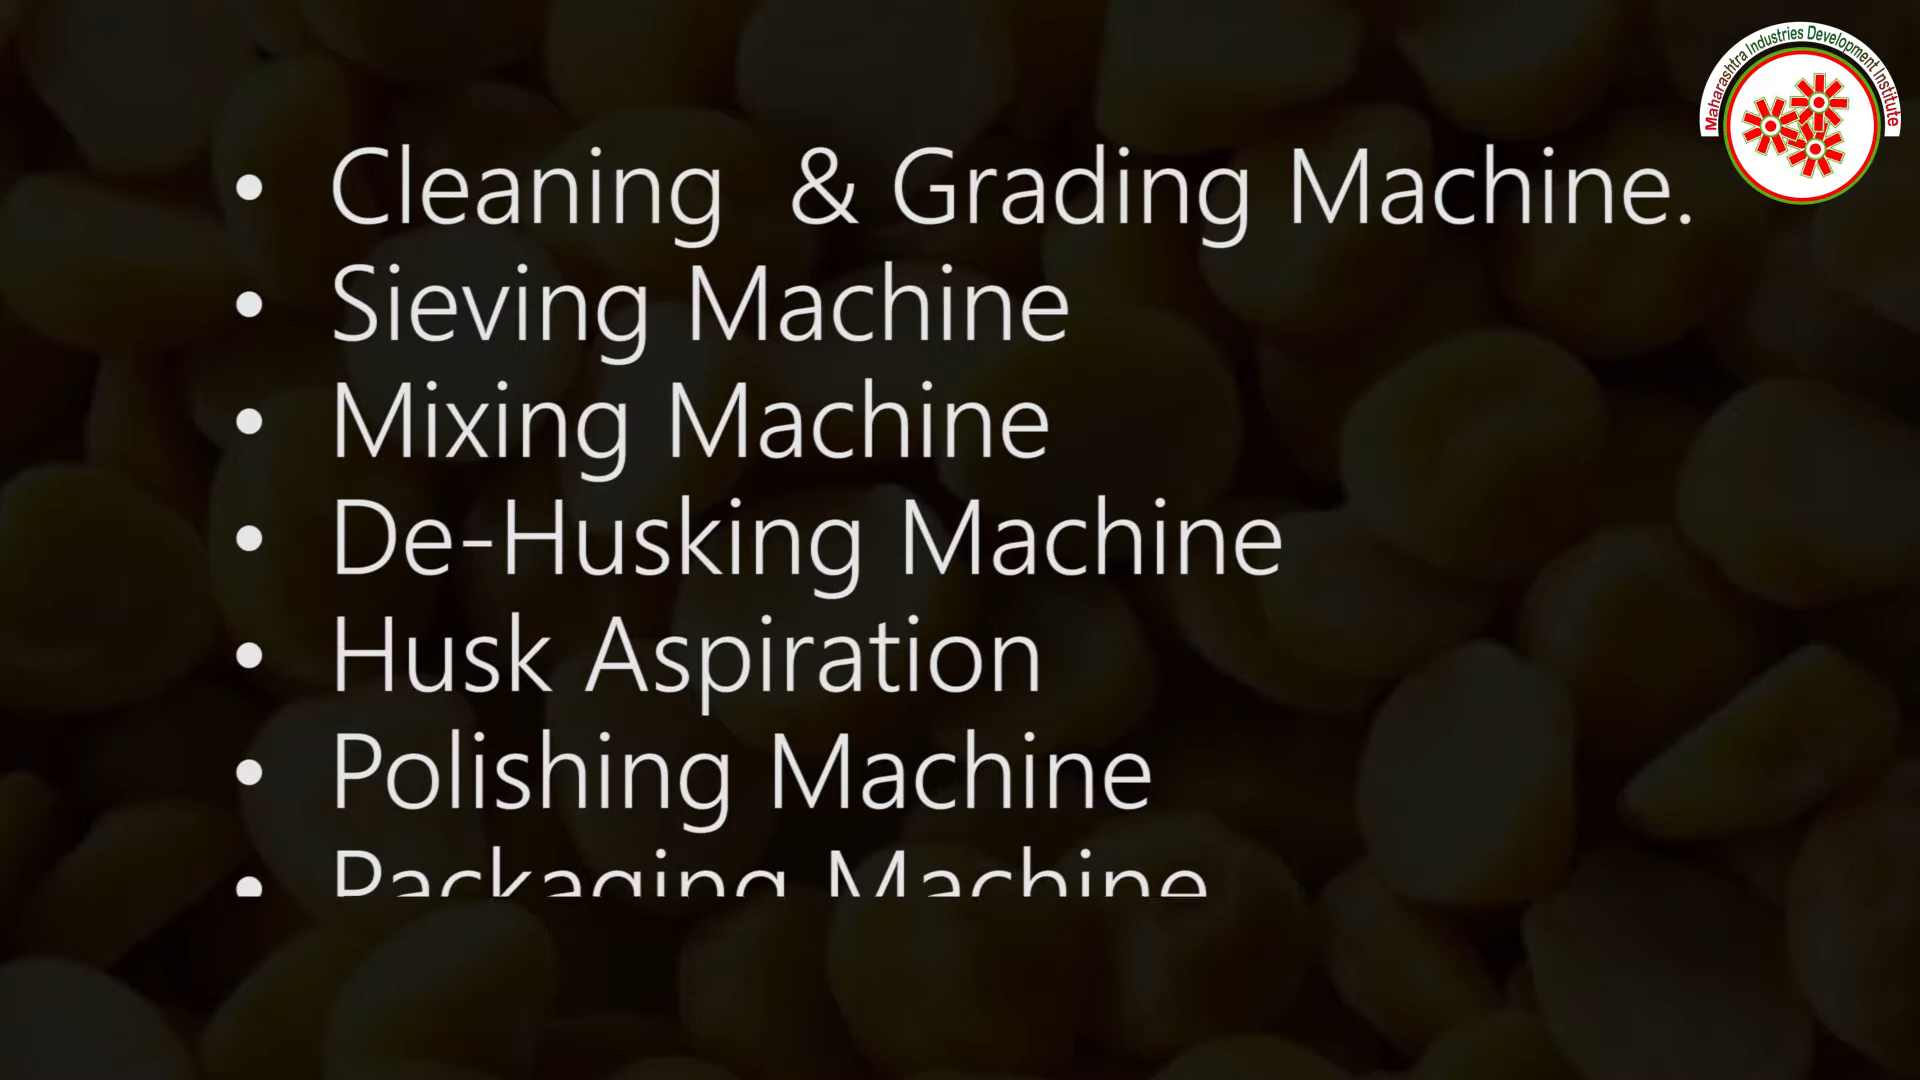 Maharashtra Industries Development Institute
• Cleaning & Grading Machine.
• Sieving Machine
• Mixing Machine
• De-Husking Machine
• Husk Aspiration
• Polishing Machine
• Packaging Machine